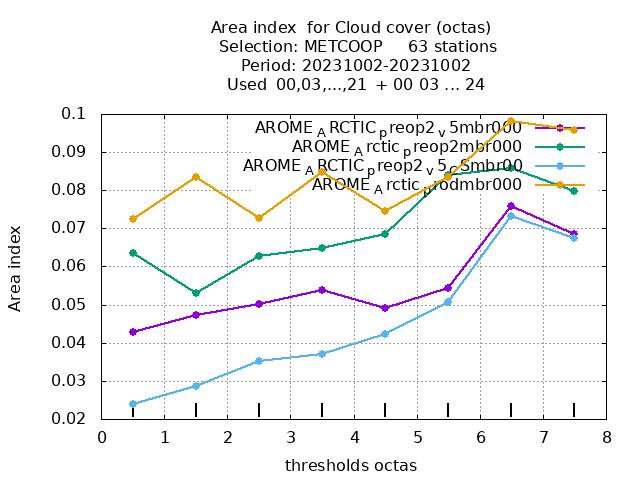 Area index  for Cloud cover (octas)
Selection: METCOOP     63 stations
Period: 20231002-20231002
Used  00,03,...,21  + 00 03 ... 24
AROME_ARCTIC_preop2_v5mbr000
AROME_Arctic_preop2mbr000
AROME_ARCTIC_preop2_v5_CSmbr00
AROME_Arctic_prodmbr000
0.1
0.09
0.08
0.07
0.06
0.05
0.04
0.03
0.02
Area index
0 1 2 3 4 5 6 7 8
thresholds octas